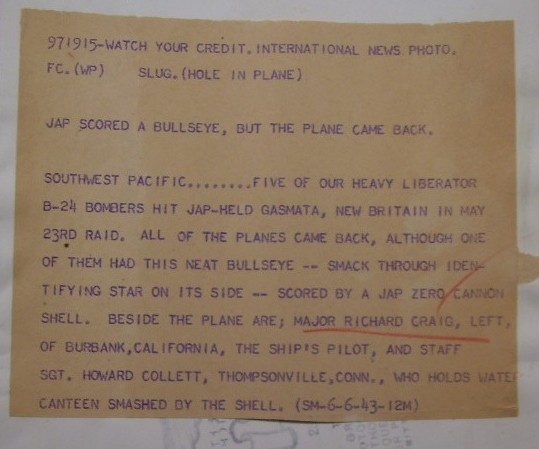 971915-WATCH YOUR CREDIT. INTERNATIONAL NEWS PHOTO.
FC. (WP) SLUG. (HOLE IN PLANE)
JAP SCORED A BULLSEYE, BUT THE PLANE CAME BACK.
SOUTHWEST PACIFIC........FIVE OF OUR HEAVY LIBERATOR
B-24 BOMBERS HIT JAP-HELD GASMATA, NEW BRITAIN IN MAY
23RD RAID. ALL OF THE PLANES CAME BACK, ALTHOUGH ONE
OF THEM HAD THIS NEAT BULLSEYE -- SMACK THROUGH IDEN-
TIFYING STAR ON ITS SIDE -- SCORED BY A JAP ZERO CANNON
SHELL. BESIDE THE PLANE ARE; MAJOR RICHARD CRAIG, LEFT,
OF BURBANK,CALIFORNIA, THE SHIP'S PILOT, AND STAFF
SGT. HOWARD COLLETT, THOMPSONVILLE,CONN., WHO HOLDS WATE
CANTEEN SMASHED BY THE SHELL. (SM-6-6-43-12M)